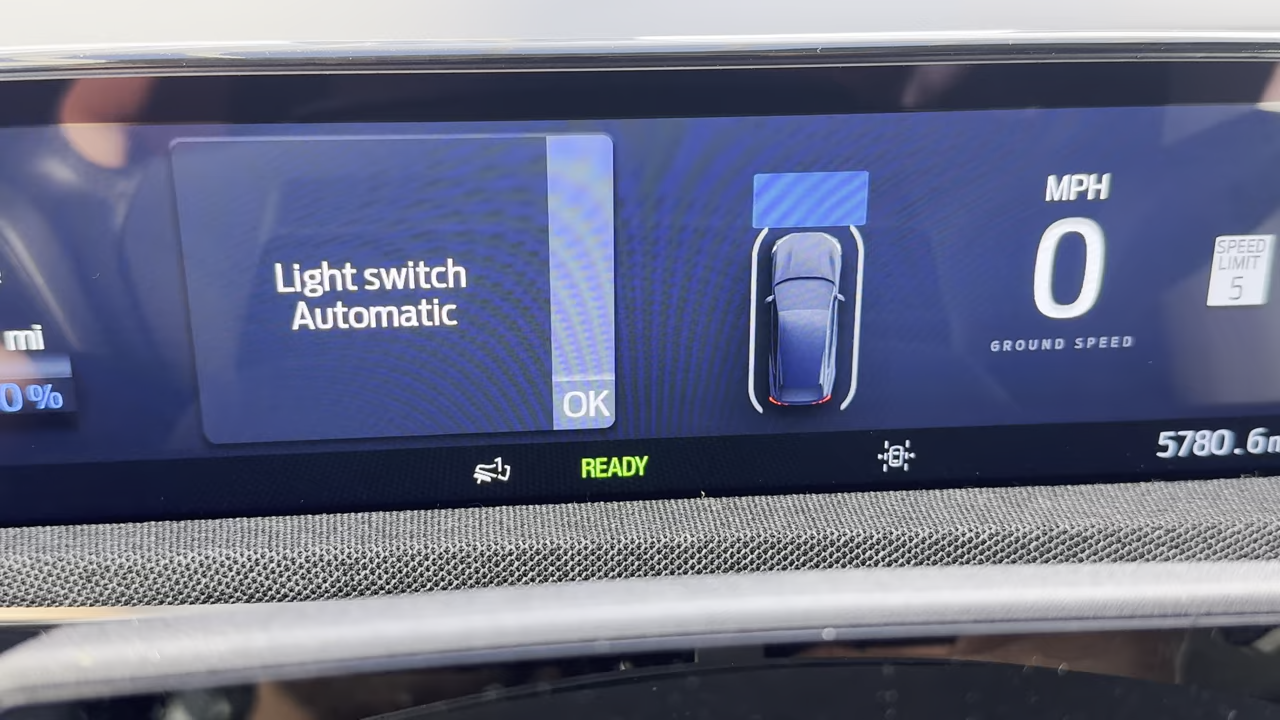 mi
0%
Light switch
Automatic
OK
READY
MPH
0
GROUND SPEED
SPEED
LIMIT
5
5780.6m